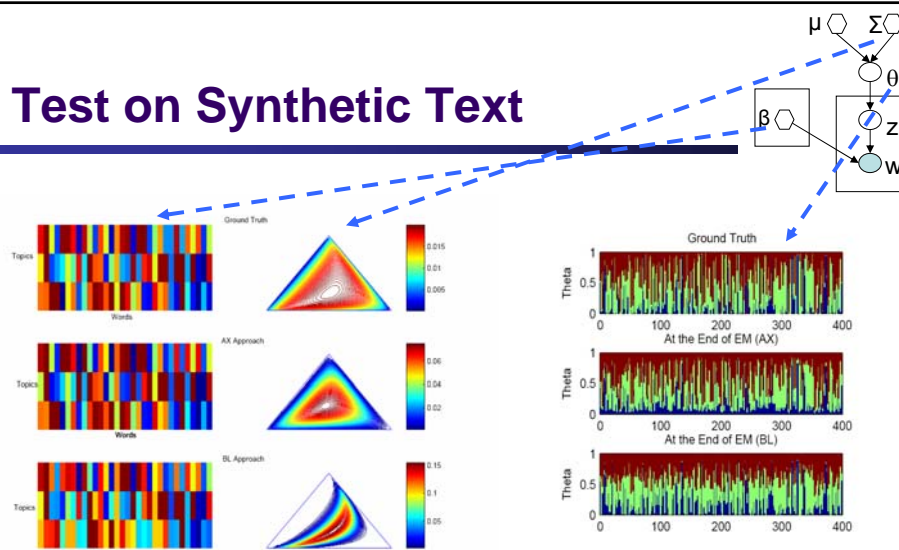 μ Σ
Test on Synthetic Text
θ
β
z
w
Ground Truth
Topics
Words
0.015
0.01
0.005
AX Approach
Topics
Words
0.06
0.04
0.02
BL Approach
Topics
0.15
0.1
0.05
Ground Truth
Theta
1
0.5
0
0 100 200 300 400
At the End of EM (AX)
Theta
1
0.5
0
0 100 200 300 400
At the End of EM (BL)
Theta
1
0.5
0
0 100 200 300 400